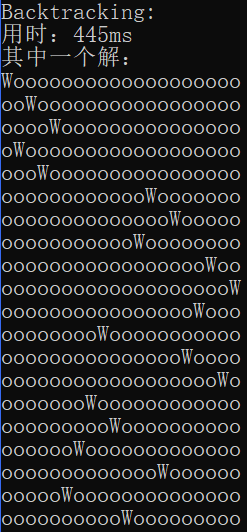 Backtracking:
用时：445ms
其中一个解：
Wooooooooooooooooooo
ooWooooooooooooooooo
ooooWooooooooooooooo
oWoooooooooooooooooo
oooWoooooooooooooooo
ooooooooooooWooooooo
ooooooooooooooWooooo
oooooooooooWoooooooo
oooooooooooooooooWoo
oooooooooooooooooooW
ooooooooooooooooWooo
ooooooooWooooooooooo
oooooooooooooooWoooo
ooooooooooooooooooWo
oooooooWoooooooooooo
oooooooooWoooooooooo
ooooooWooooooooooooo
oooooooooooooWoooooo
oooooWoooooooooooooo
ooooooooooWooooooooo